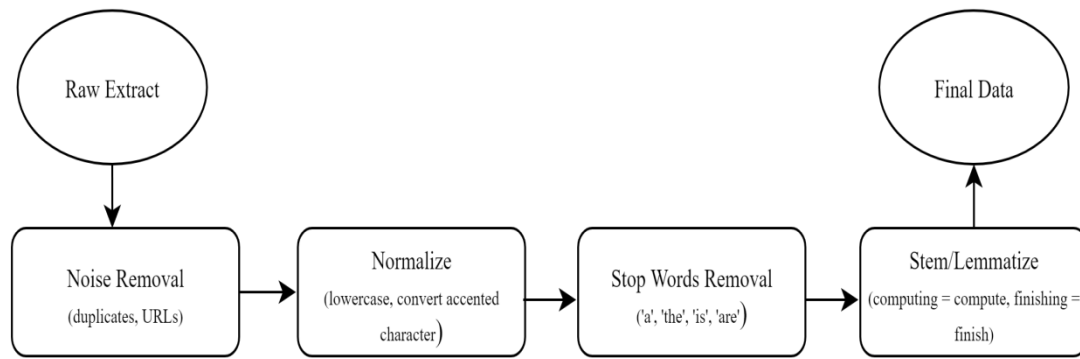 Raw Extract
Final Data
Noise Removal
(duplicates, URLs)
Normalize
(lowercase, convert accented
character)
Stop Words Removal
('a', 'the', 'is', 'are')
Stem/Lemmatize
(computing = compute, finishing =
finish)